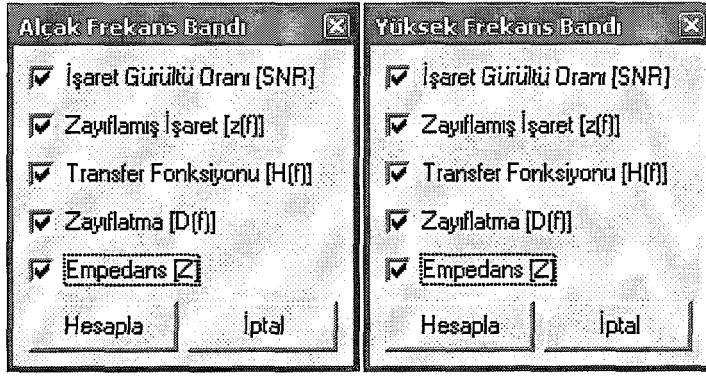 Alçak Frekans Bandı
İşaret Gürültü Oranı [SNR]
Zayıflamış İşaret [z(f)]
Transfer Fonksiyonu [H(f)]
Zayıflatma [D(f)]
Empedans [Z]
Hesapla
İptal
Yüksek Frekans Bandı
İşaret Gürültü Oranı [SNR]
Zayıflamış İşaret [z(f)]
Transfer Fonksiyonu [H(f)]
Zayıflatma [D(f)]
Empedans [Z]
Hesapla
İptal